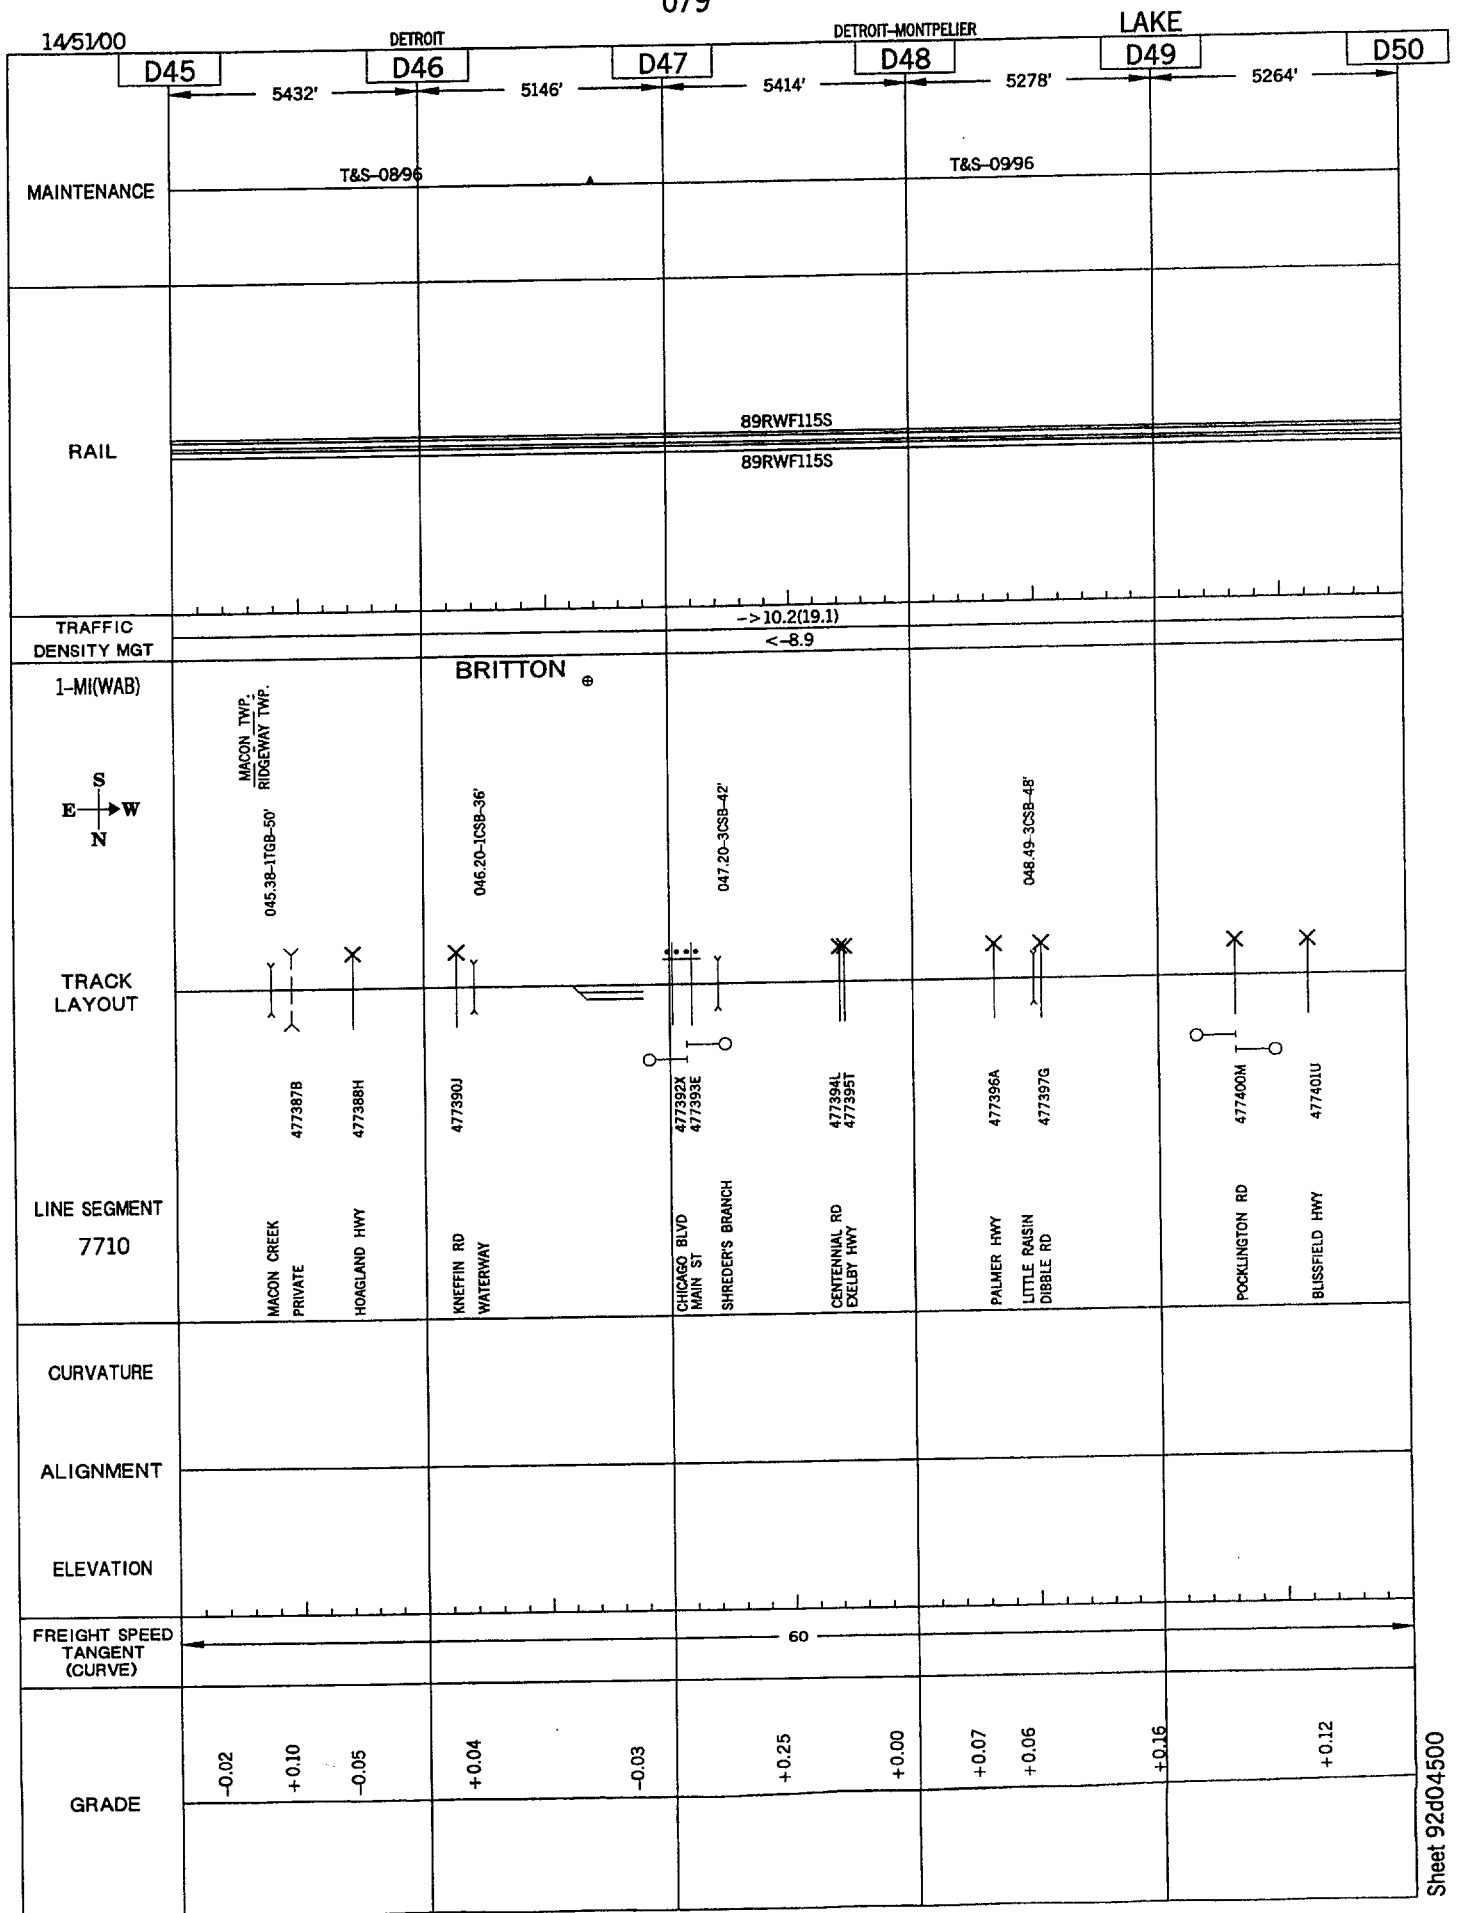 079
14/51/00 DETROIT DETROIT-MONTPELIER LAKE
D45 D46 D47 D48 D49 D50
5432' 5146' 5414' 5278' 5264'
T&S-08/96 T&S-09/96
MAINTENANCE
89RWF115S
RAIL
89RWF115S
TRAFFIC
DENSITY MGT
->10.2(19.1)
<-8.9
1-MI(WAB)
BRITTON
MACON TWP.
RIDGEWAY TWP.
S
E W
N
045.38-1TGB-50'
046.20-1CSB-36'
047.20-3CSB-42'
048.49-3CSB-48'
TRACK
LAYOUT
477387B
477388H
477390J
477392X
477393E
477394L
477395T
477396A
477397G
477400M
477401U
LINE SEGMENT
7710
MACON CREEK
PRIVATE
HOAGLAND HWY
KNEFFIN RD
WATERWAY
CHICAGO BLVD
MAIN ST
SHREDER'S BRANCH
CENTENNIAL RD
EXELBY HWY
PALMER HWY
LITTLE RAISIN
DIBBLE RD
POCKLINGTON RD
BLISSFIELD HWY
CURVATURE
ALIGNMENT
ELEVATION
FREIGHT SPEED
TANGENT
(CURVE)
60
GRADE
-0.02
+0.10
-0.05
+0.04
-0.03
+0.25
+0.00
+0.07
+0.06
+0.16
+0.12
Sheet 92d04500